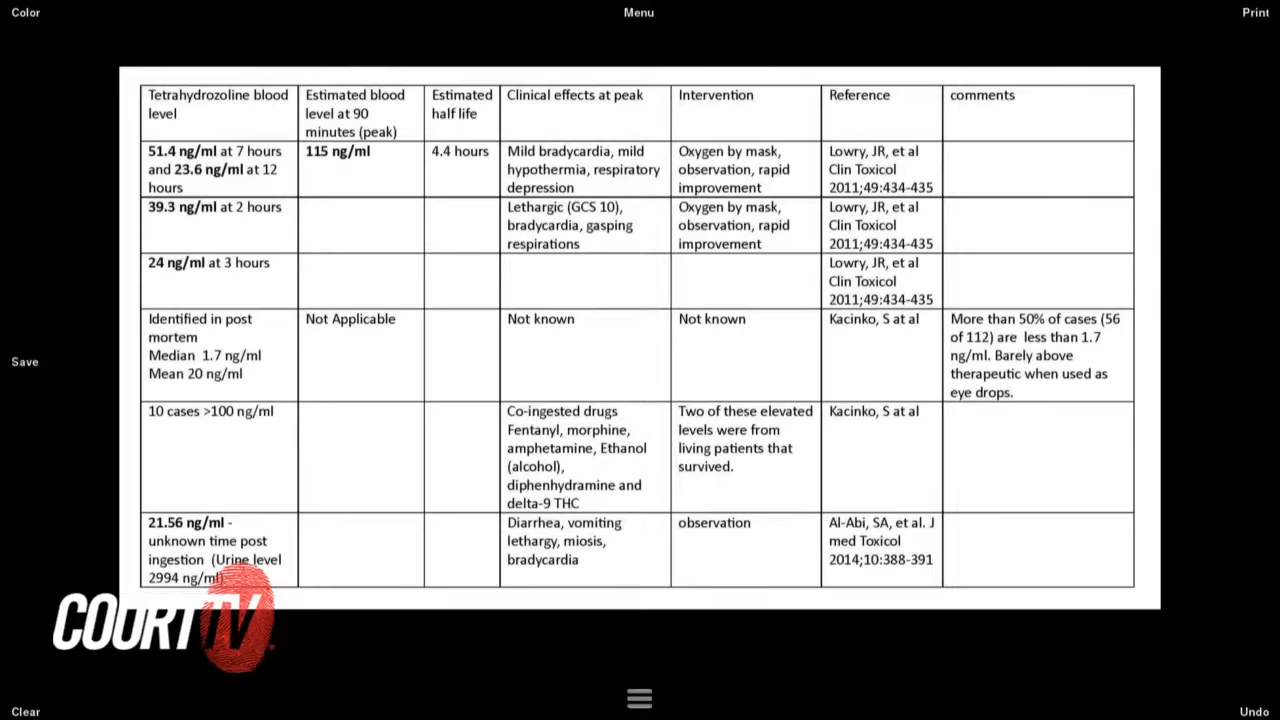 Color
Menu
Print
Tetrahydrozoline blood
level
Estimated blood
level at 90
minutes (peak)
Estimated
half life
Clinical effects at peak
Intervention
Reference
comments
51.4 ng/ml at 7 hours
and 23.6 ng/ml at 12
hours
115 ng/ml
4.4 hours
Mild bradycardia, mild
hypothermia, respiratory
depression
Oxygen by mask,
observation, rapid
improvement
Lowry, JR, et al
Clin Toxicol
2011;49:434-435
39.3 ng/ml at 2 hours
Lethargic (GCS 10),
bradycardia, gasping
respirations
Oxygen by mask,
observation, rapid
improvement
Lowry, JR, et al
Clin Toxicol
2011;49:434-435
24 ng/ml at 3 hours
Lowry, JR, et al
Clin Toxicol
2011;49:434-435
Identified in post
mortem
Median 1.7 ng/ml
Mean 20 ng/ml
Not Applicable
Not known
Not known
Kacinko, S at al
More than 50% of cases (56
of 112) are less than 1.7
ng/ml. Barely above
therapeutic when used as
eye drops.
Save
10 cases >100 ng/ml
Co-ingested drugs
Fentanyl, morphine,
amphetamine, Ethanol
(alcohol),
diphenhydramine and
delta-9 THC
Two of these elevated
levels were from
living patients that
survived.
Kacinko, S at al
21.56 ng/ml -
unknown time post
ingestion (Urine level
2994 ng/ml)
Diarrhea, vomiting
lethargy, miosis,
bradycardia
observation
Al-Abi, SA, et al. J
med Toxicol
2014;10:388-391
COURT TV
Clear
Undo